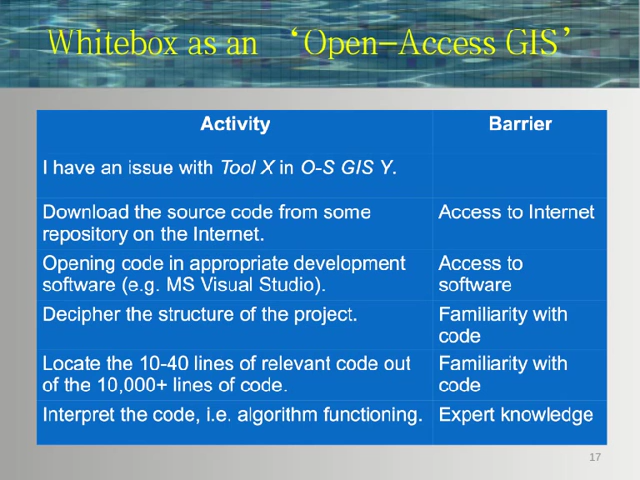 Whitebox as an ‘Open-Access GIS’
Activity Barrier
I have an issue with Tool X in O-S GIS Y.
Download the source code from some Access to Internet
repository on the Internet.
Opening code in appropriate development Access to
software (e.g. MS Visual Studio). software
Decipher the structure of the project. Familiarity with
code
Locate the 10-40 lines of relevant code out Familiarity with
of the 10,000+ lines of code. code
Interpret the code, i.e. algorithm functioning. Expert knowledge
17